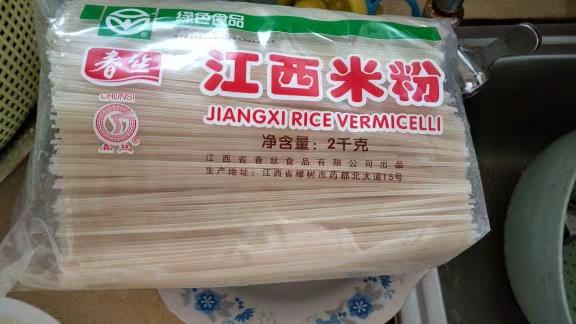 绿色食品
春丝
江西米粉
CHUNSI
JIANGXI RICE VERMICELLI
净含量：2千克
江西省春丝食品有限公司出品
生产地址：江西省樟树市药都北大道15号